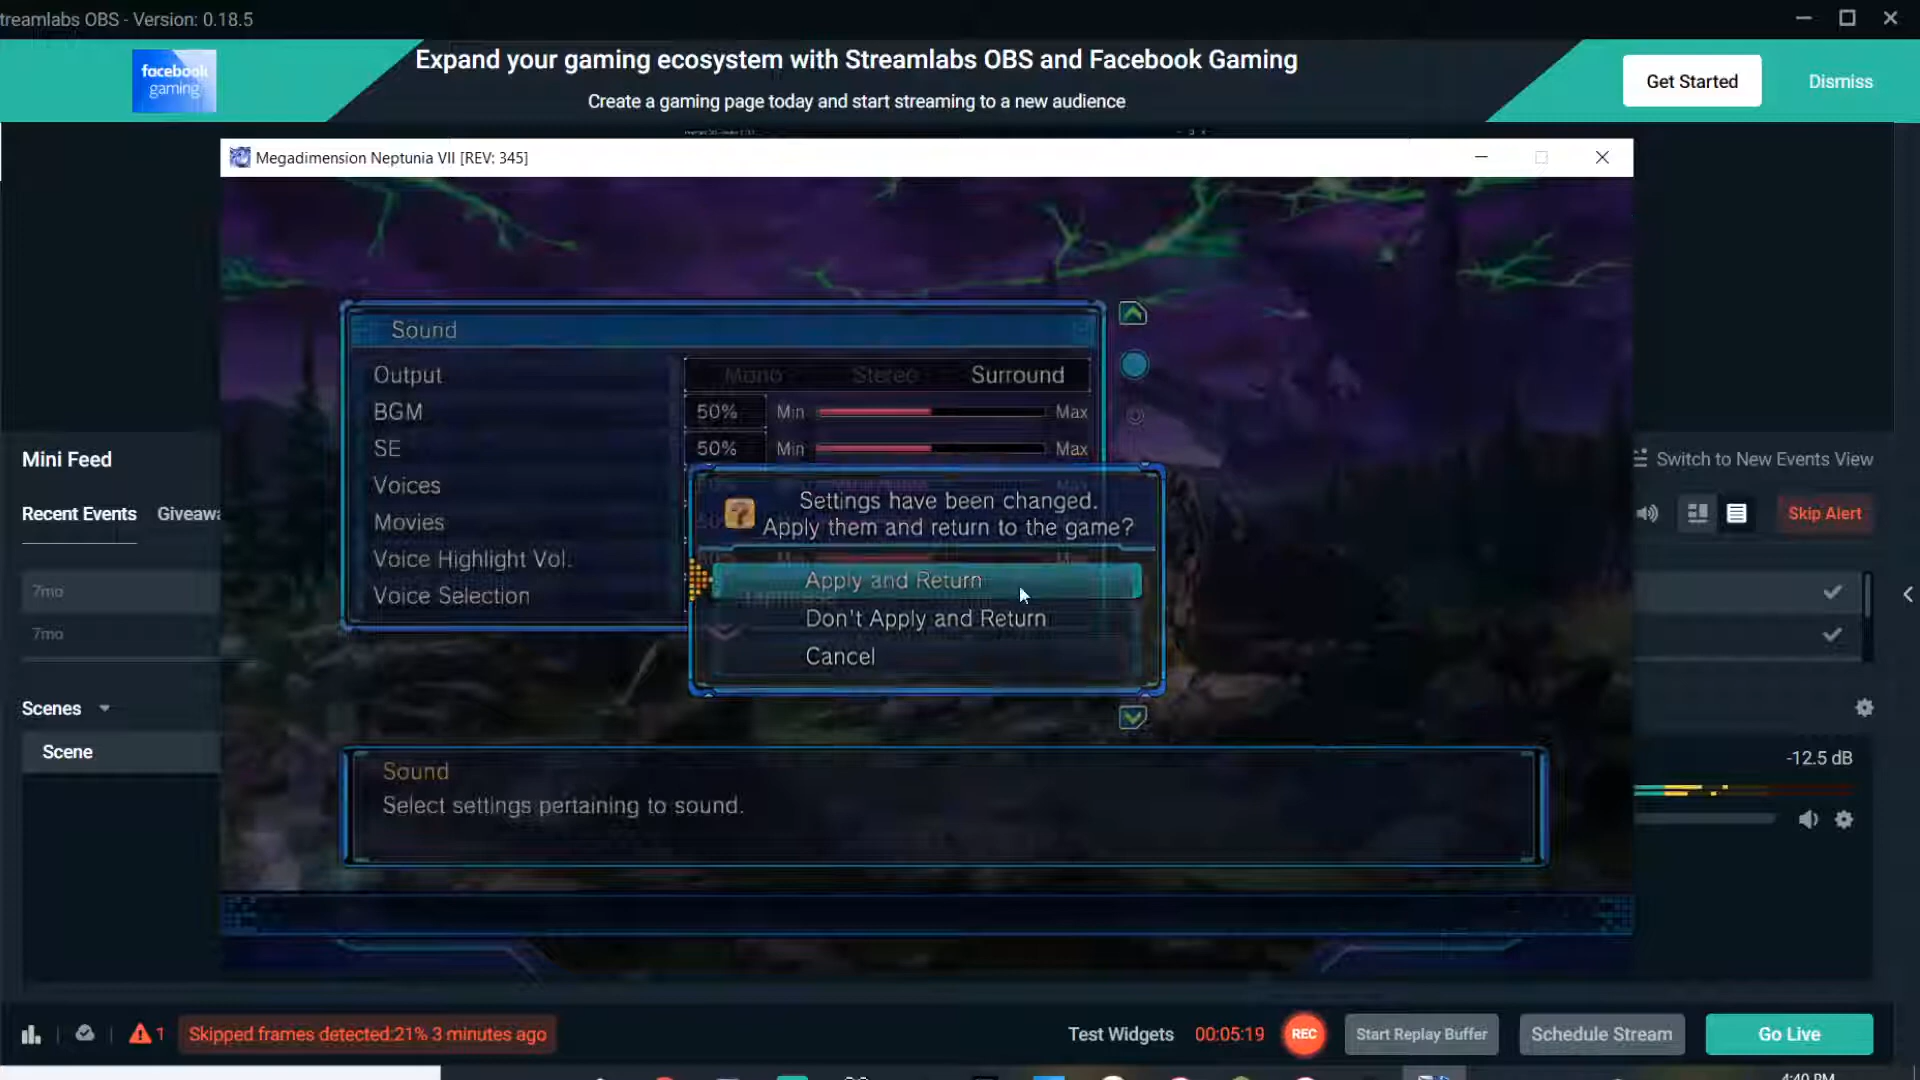 treamlabs OBS - Version: 0.18.5
facebook
gaming
Expand your gaming ecosystem with Streamlabs OBS and Facebook Gaming
Create a gaming page today and start streaming to a new audience
Get Started
Dismiss
Megadimension Neptunia VII [REV: 345]
Sound
Output
Mono
Stereo
Surround
BGM
50%
Min
Max
SE
50%
Min
Max
Voices
Movies
Voice Highlight Vol.
Voice Selection
Settings have been changed.
Apply them and return to the game?
Apply and Return
Don't Apply and Return
Cancel
Sound
Select settings pertaining to sound.
Mini Feed
Recent Events
Giveawa
7mo
7mo
Scenes
Scene
Switch to New Events View
Skip Alert
-12.5 dB
1
Skipped frames detected:21% 3 minutes ago
Test Widgets
00:05:19
REC
Start Replay Buffer
Schedule Stream
Go Live
4:40 PM